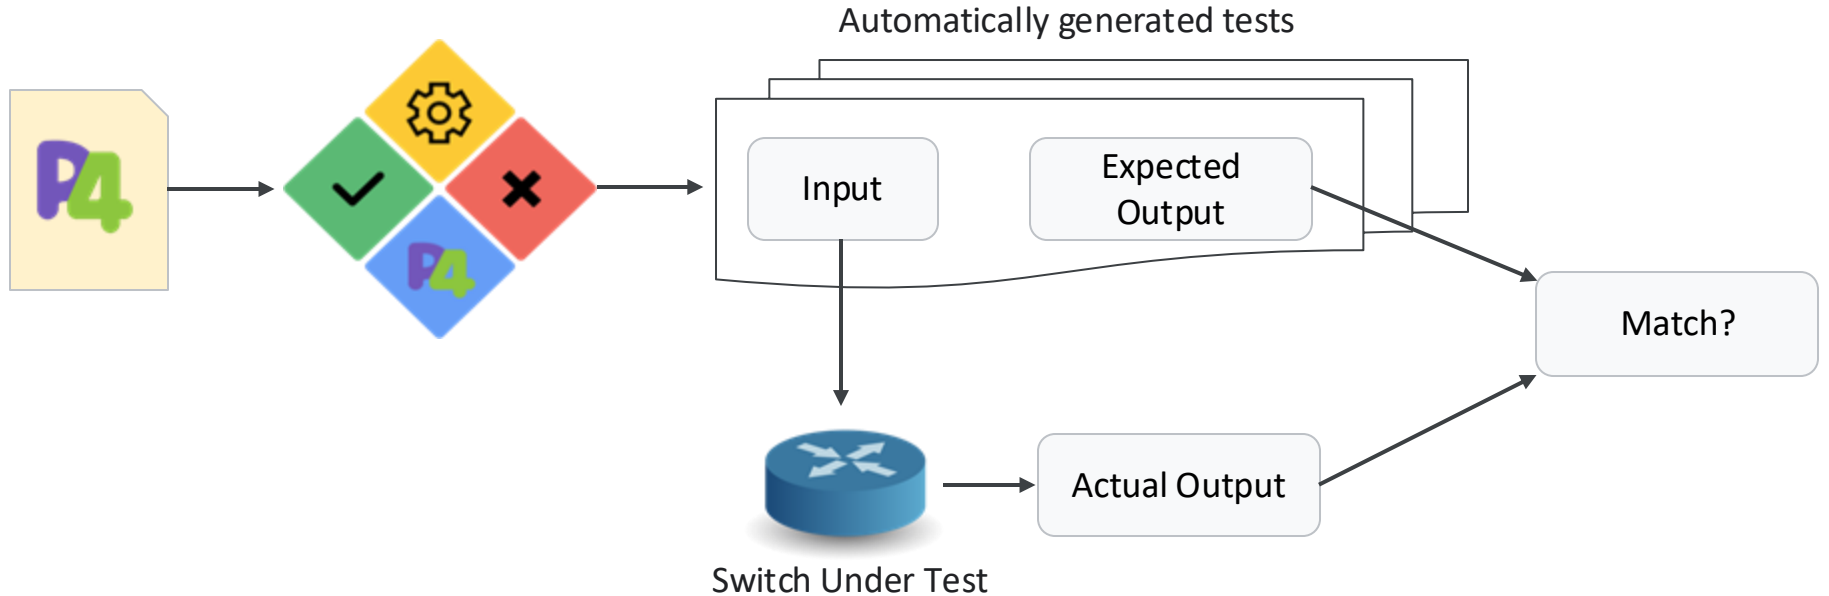 Automatically generated tests
P4
P4
Input
Expected
Output
Match?
Actual Output
Switch Under Test